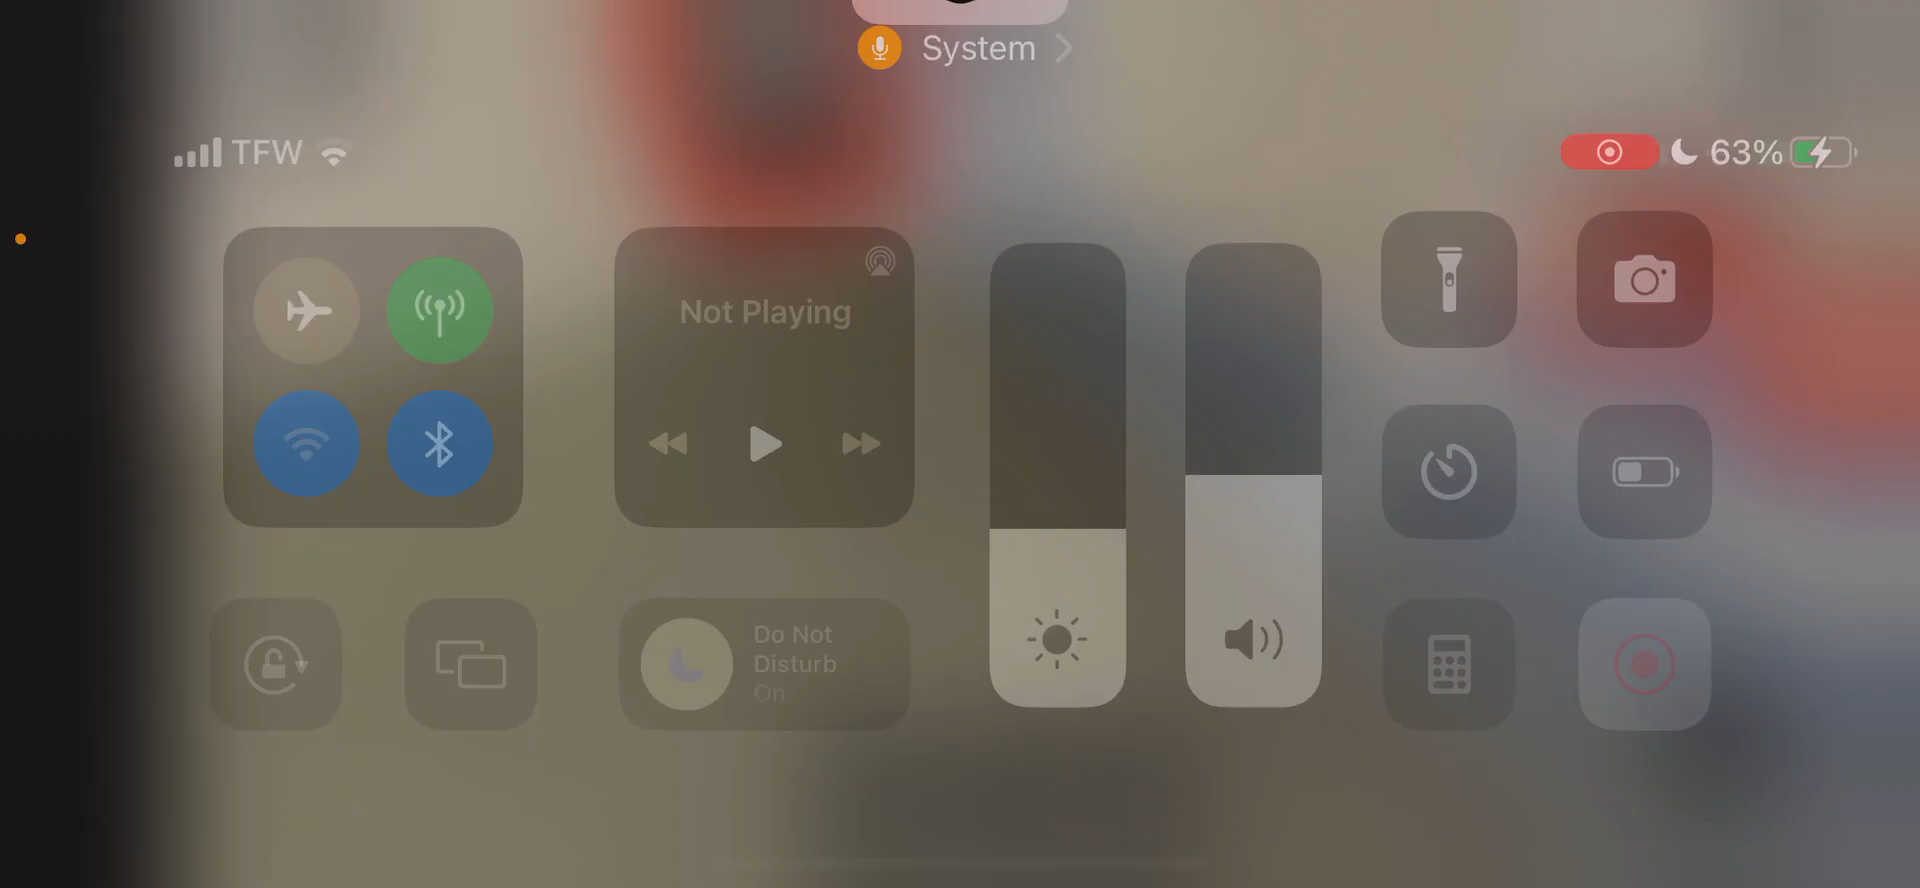 System
TFW
63%
Not Playing
Do Not
Disturb
On